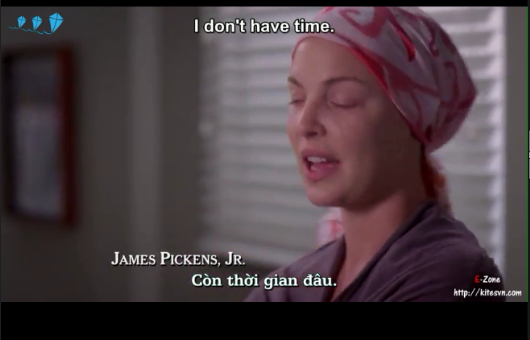 I don't have time.
JAMES PICKENS, JR.
Còn thời gian đâu.
E-Zone
http://kitesvn.com